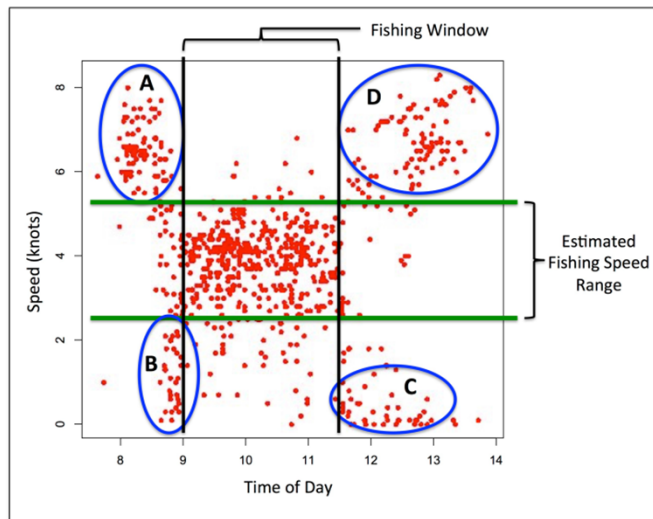 Fishing Window
A
D
8
6
4
2
0
Speed (knots)
Estimated
Fishing Speed
Range
B
C
8
9
10
11
12
13
14
Time of Day